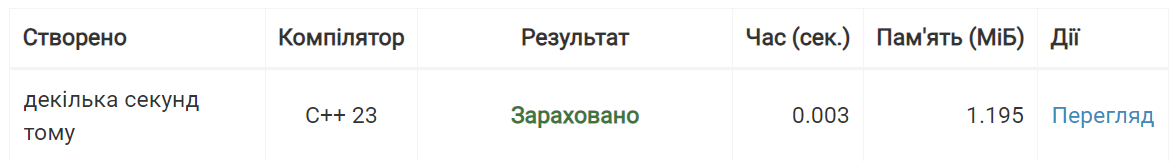 Створено Компілятор Результат Час (сек.) Пам'ять (МіБ) Дії
декілька секунд
тому C++ 23 Зараховано 0.003 1.195 Перегляд